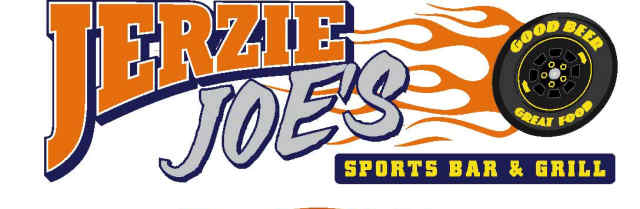 JERZIE
JOE'S
GOOD BEER
GREAT FOOD
SPORTS BAR & GRILL